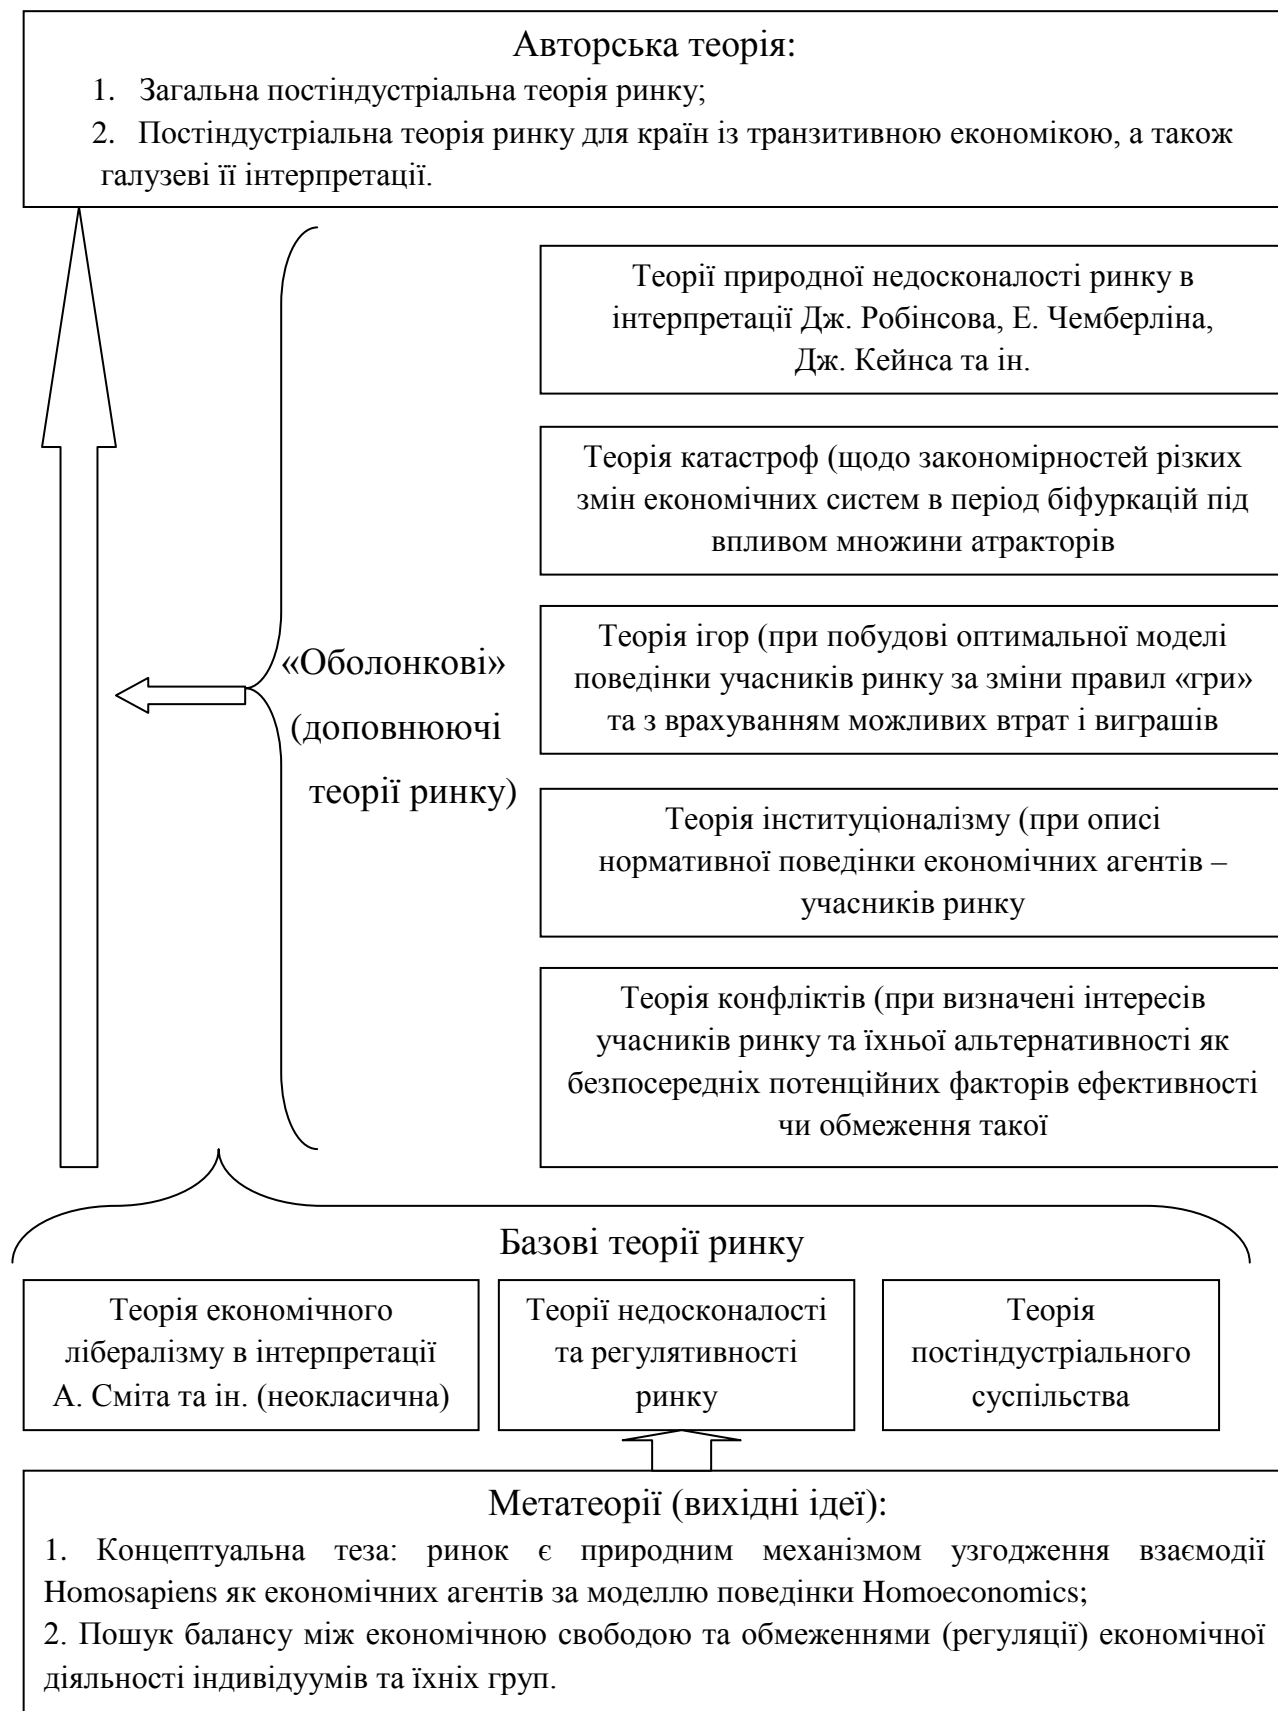 Авторська теорія:
1. Загальна постіндустріальна теорія ринку;
2. Постіндустріальна теорія ринку для країн із транзитивною економікою, а також
галузеві її інтерпретації.
Теорії природної недосконалості ринку в
інтерпретації Дж. Робінсова, Е. Чемберліна,
Дж. Кейнса та ін.
Теорія катастроф (щодо закономірностей різких
змін економічних систем в період біфуркацій під
впливом множини атракторів
«Оболонкові»
(доповнюючі
теорії ринку)
Теорія ігор (при побудові оптимальної моделі
поведінки учасників ринку за зміни правил «гри»
та з врахуванням можливих втрат і виграшів
Теорія інституціоналізму (при описі
нормативної поведінки економічних агентів –
учасників ринку
Теорія конфліктів (при визначені інтересів
учасників ринку та їхньої альтернативності як
безпосередніх потенційних факторів ефективності
чи обмеження такої
Базові теорії ринку
Теорія економічного
лібералізму в інтерпретації
А. Сміта та ін. (неокласична)
Теорії недосконалості
та регулятивності
ринку
Теорія
постіндустріального
суспільства
Метатеорії (вихідні ідеї):
1. Концептуальна теза: ринок є природним механізмом узгодження взаємодії
Homosapiens як економічних агентів за моделлю поведінки Homoeconomics;
2. Пошук балансу між економічною свободою та обмеженнями (регуляції) економічної
діяльності індивідуумів та їхніх груп.